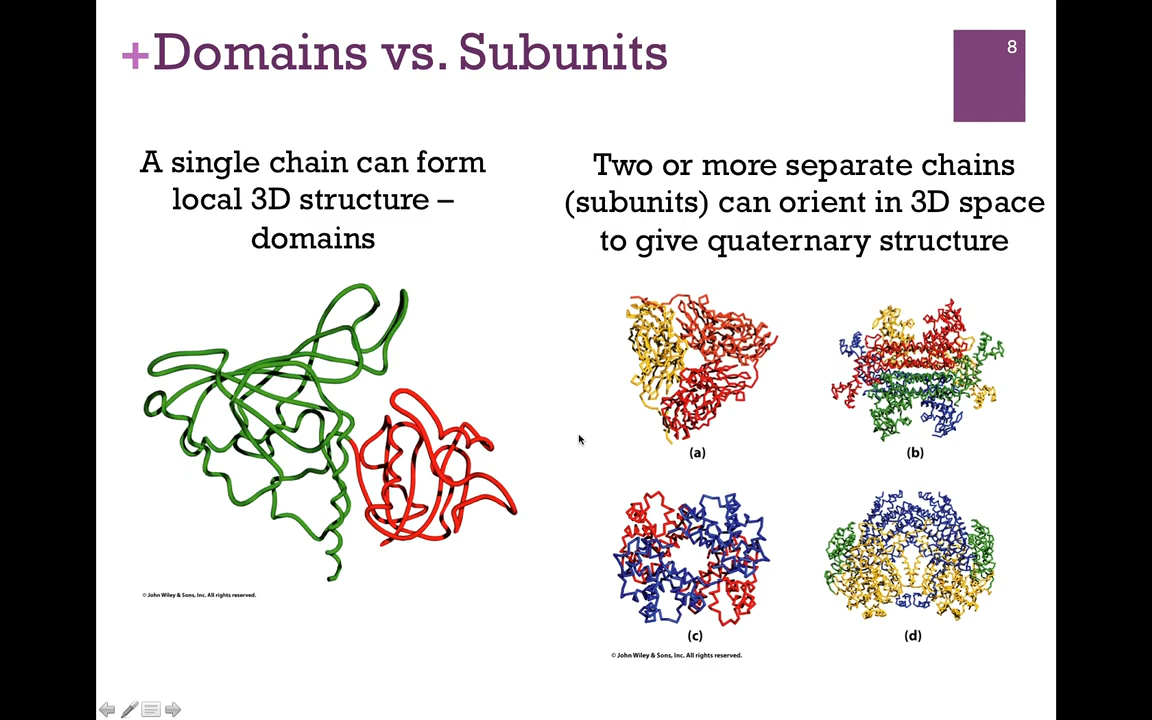 +Domains vs. Subunits
8
A single chain can form
local 3D structure –
domains
Two or more separate chains
(subunits) can orient in 3D space
to give quaternary structure
(a)
(b)
(c)
(d)
© John Wiley & Sons, Inc. All rights reserved.
© John Wiley & Sons, Inc. All rights reserved.